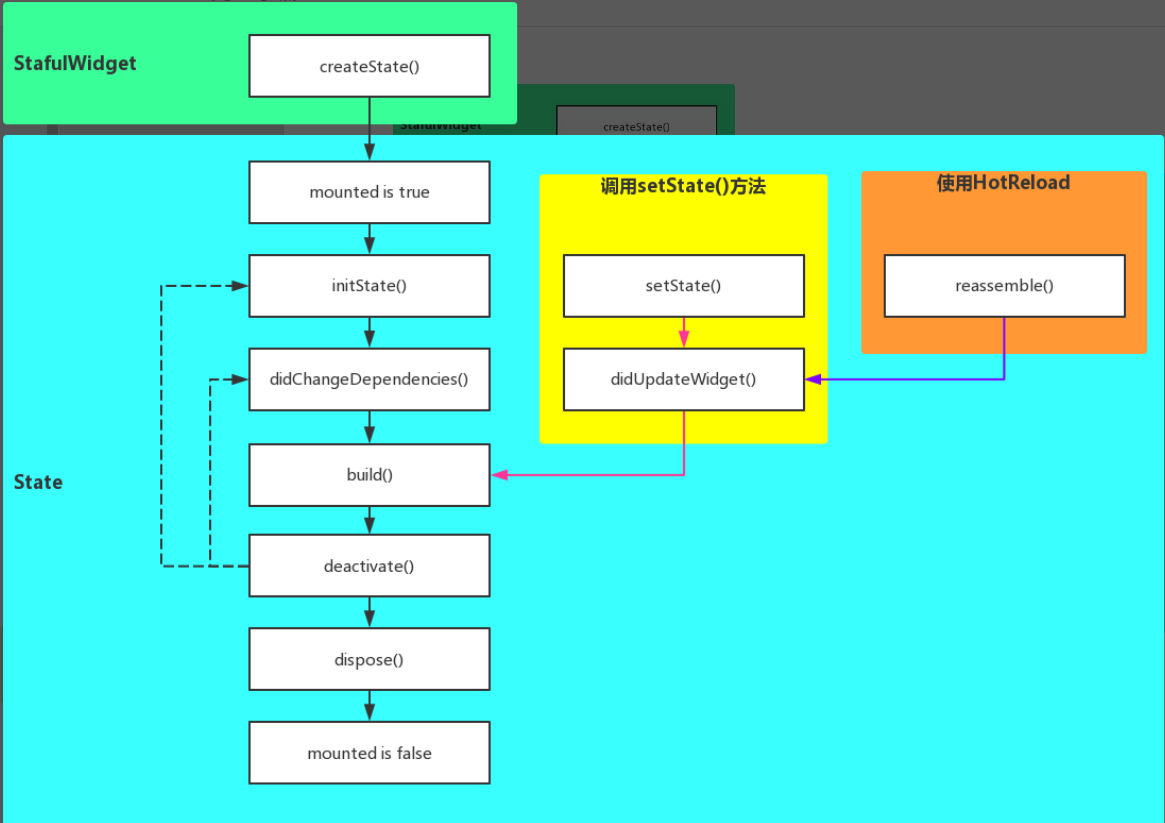 StafulWidget
createState()
StafulWidget
createState()
mounted is true
调用setState()方法
使用HotReload
initState()
setState()
reassemble()
didChangeDependencies()
didUpdateWidget()
build()
State
deactivate()
dispose()
mounted is false